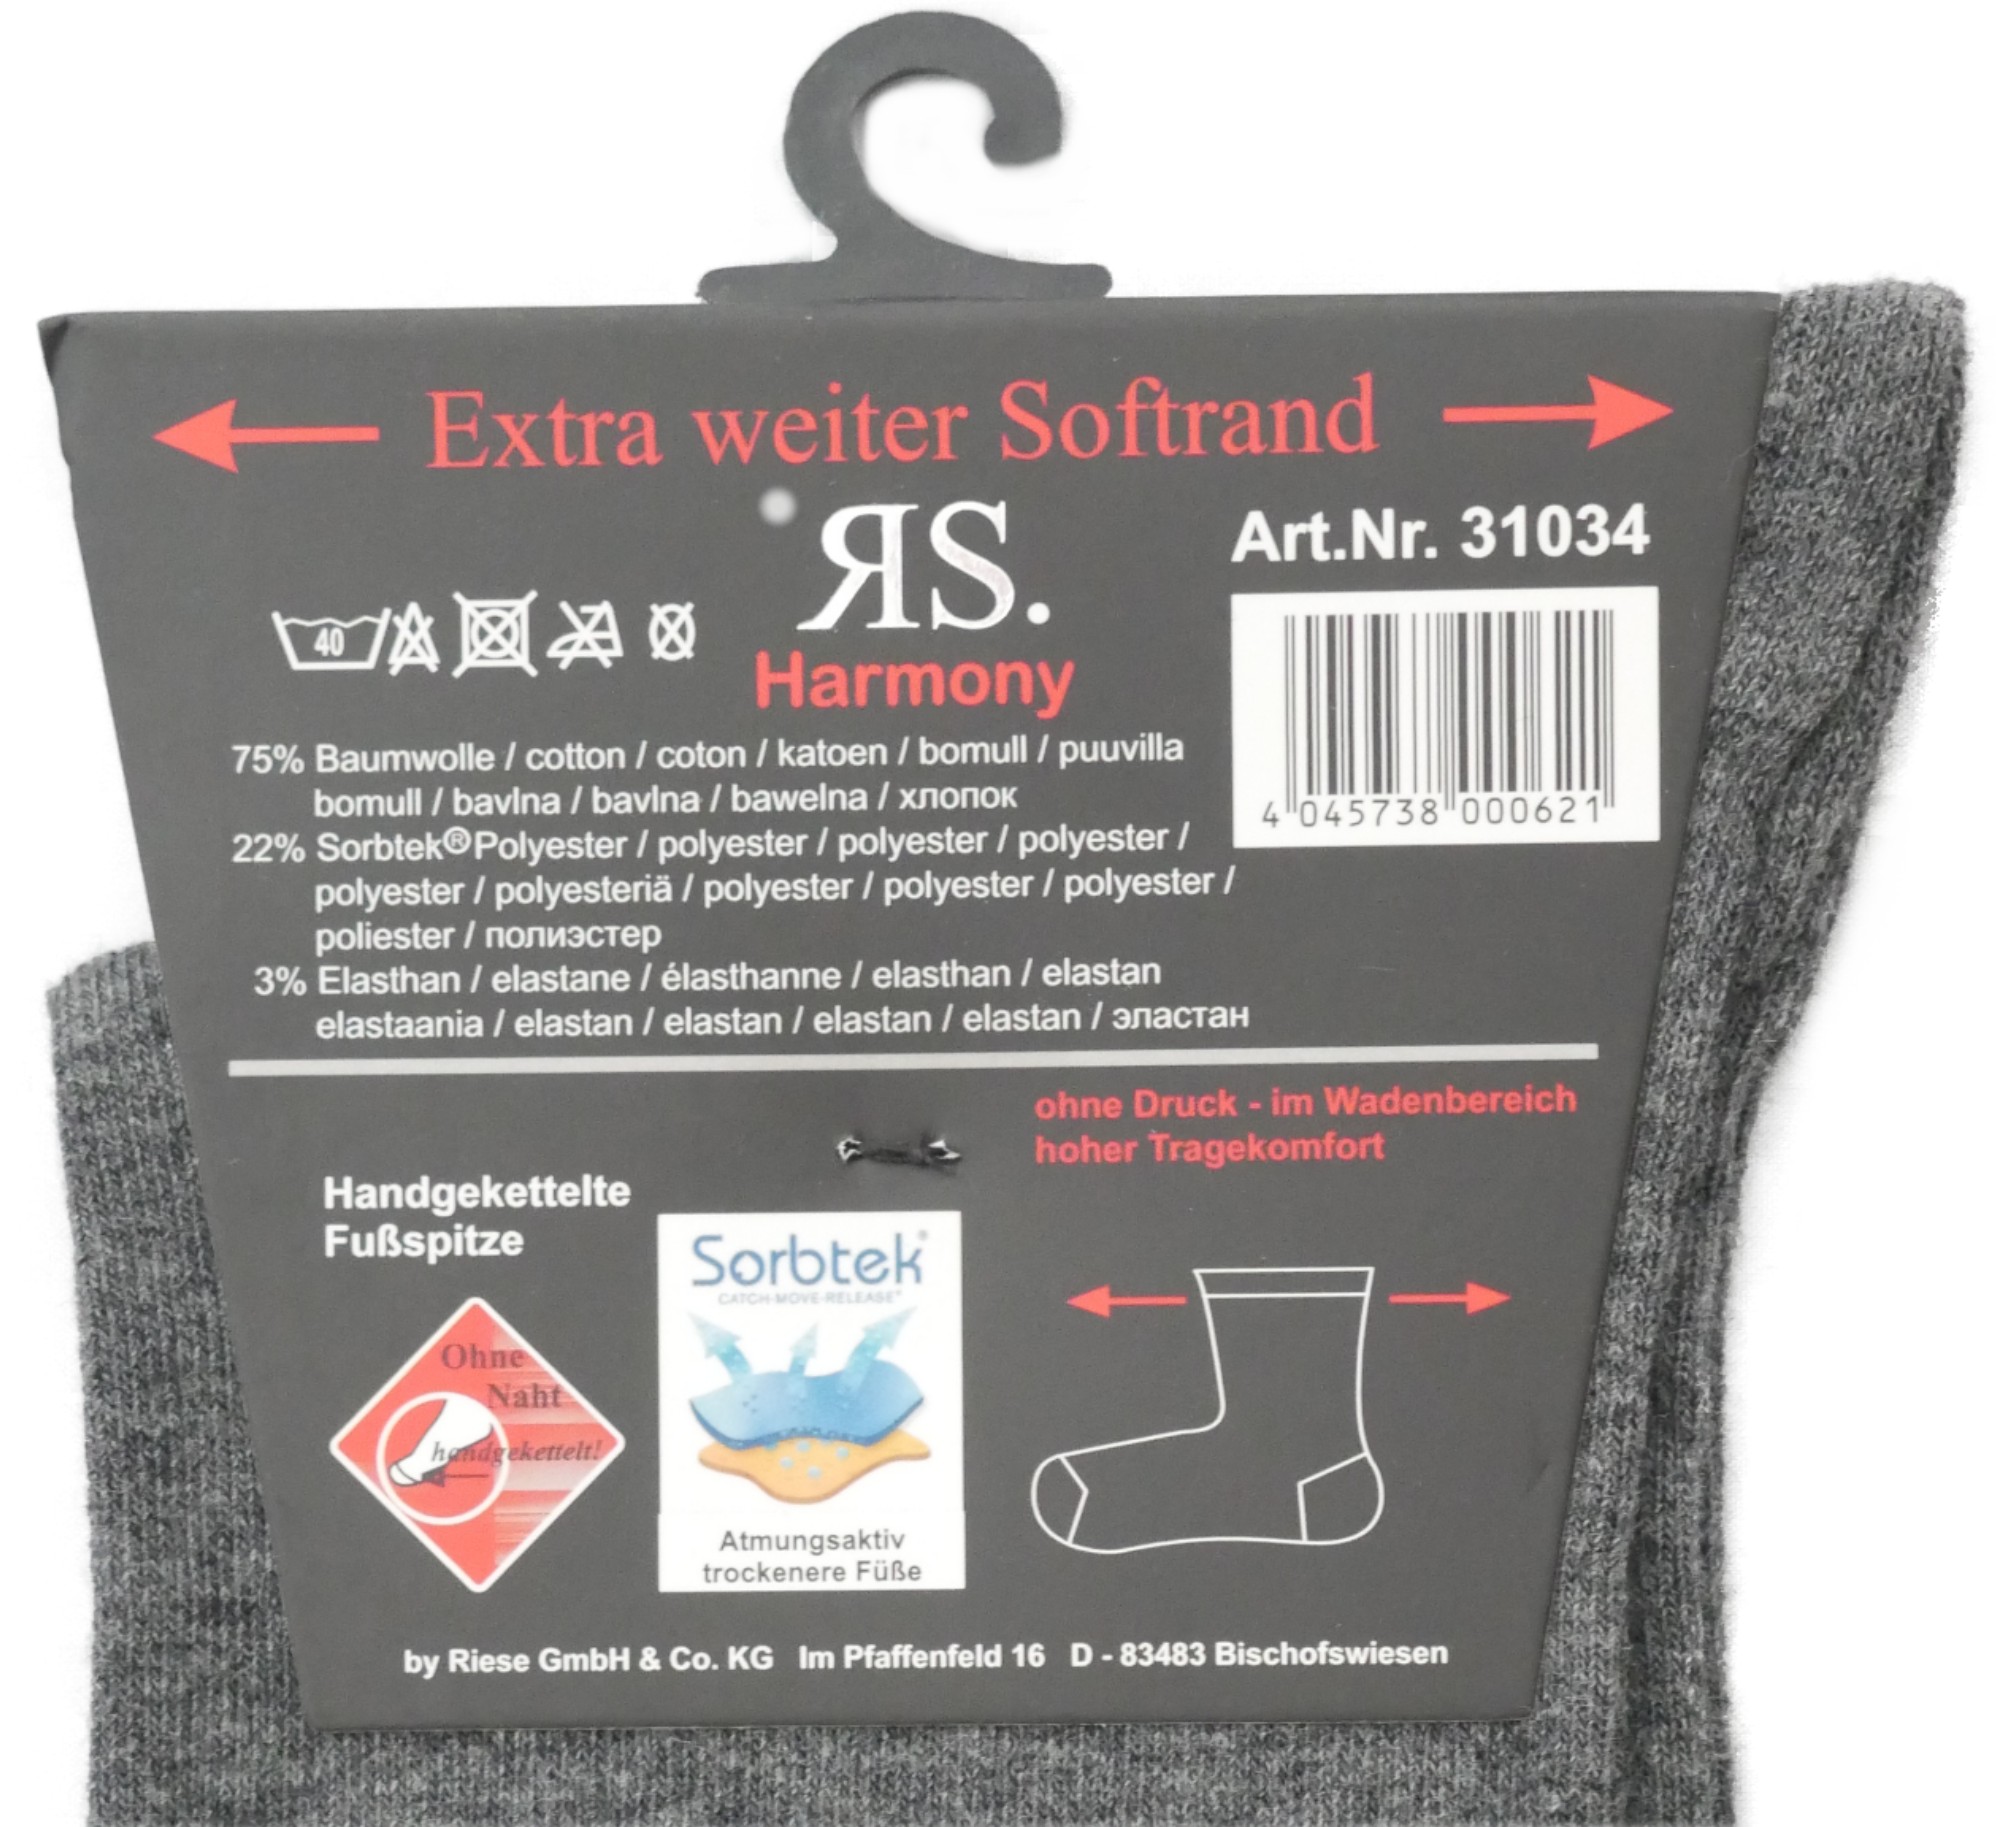 Extra weiter Softrand
ЯS.
Harmony
Art.Nr. 31034
40
4 045738 000621
75% Baumwolle / cotton / coton / katoen / bomull / puuvilla
bomull / bavlna / bavlna / bawelna / хлопок
22% Sorbtek®Polyester / polyester / polyester / polyester /
polyester / polyesteriä / polyester / polyester / polyester /
poliester / полиэстер
3% Elasthan / elastane / élasthanne / elasthan / elastan
elastaania / elastan / elastan / elastan / elastan / эластан
ohne Druck - im Wadenbereich
hoher Tragekomfort
Handgekettelte
Fußspitze
Ohne
Naht
handgekettelt!
Sorbtek®
CATCH-MOVE-RELEASE®
Atmungsaktiv
trockenere Füße
by Riese GmbH & Co. KG Im Pfaffenfeld 16 D - 83483 Bischofswiesen